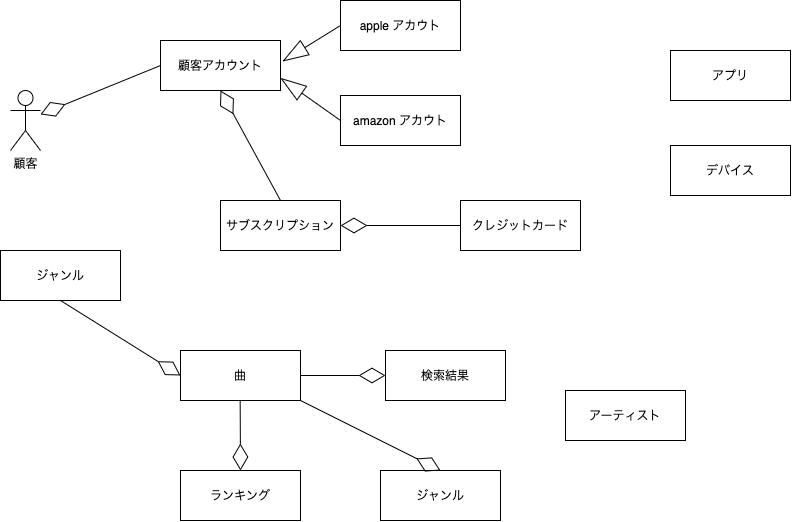 apple アカウト
顧客アカウント
アプリ
amazon アカウト
顧客
デバイス
サブスクリプション
クレジットカード
ジャンル
曲
検索結果
アーティスト
ランキング
ジャンル